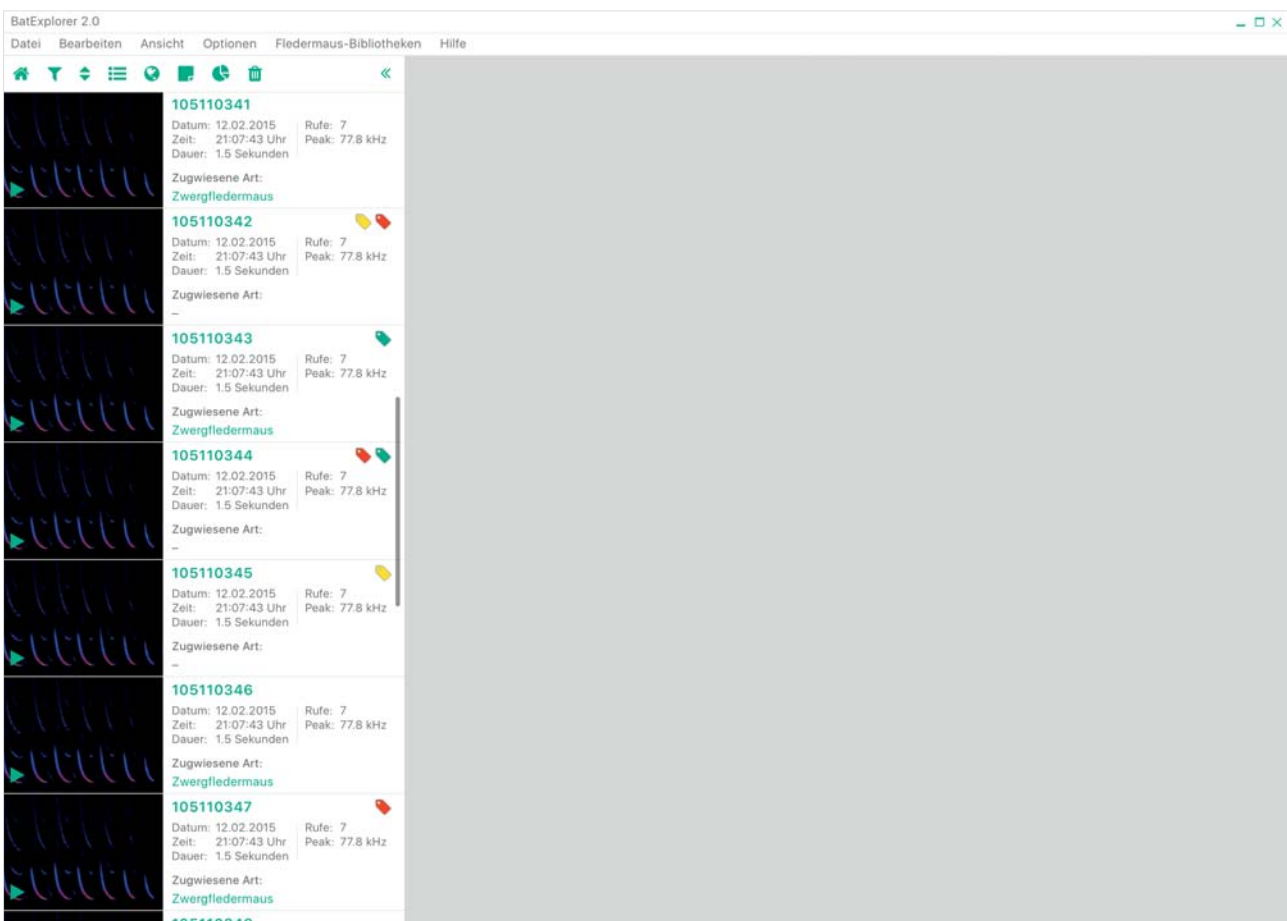 BatExplorer 2.0
Datei Bearbeiten Ansicht Optionen Fledermaus-Bibliotheken Hilfe
105110341
Datum: 12.02.2015 Rufe: 7
Zeit: 21:07:43 Uhr Peak: 77.8 kHz
Dauer: 1.5 Sekunden
Zugwiesene Art:
Zwergfledermaus
105110342
Datum: 12.02.2015 Rufe: 7
Zeit: 21:07:43 Uhr Peak: 77.8 kHz
Dauer: 1.5 Sekunden
Zugwiesene Art:
–
105110343
Datum: 12.02.2015 Rufe: 7
Zeit: 21:07:43 Uhr Peak: 77.8 kHz
Dauer: 1.5 Sekunden
Zugwiesene Art:
Zwergfledermaus
105110344
Datum: 12.02.2015 Rufe: 7
Zeit: 21:07:43 Uhr Peak: 77.8 kHz
Dauer: 1.5 Sekunden
Zugwiesene Art:
–
105110345
Datum: 12.02.2015 Rufe: 7
Zeit: 21:07:43 Uhr Peak: 77.8 kHz
Dauer: 1.5 Sekunden
Zugwiesene Art:
–
105110346
Datum: 12.02.2015 Rufe: 7
Zeit: 21:07:43 Uhr Peak: 77.8 kHz
Dauer: 1.5 Sekunden
Zugwiesene Art:
Zwergfledermaus
105110347
Datum: 12.02.2015 Rufe: 7
Zeit: 21:07:43 Uhr Peak: 77.8 kHz
Dauer: 1.5 Sekunden
Zugwiesene Art:
Zwergfledermaus